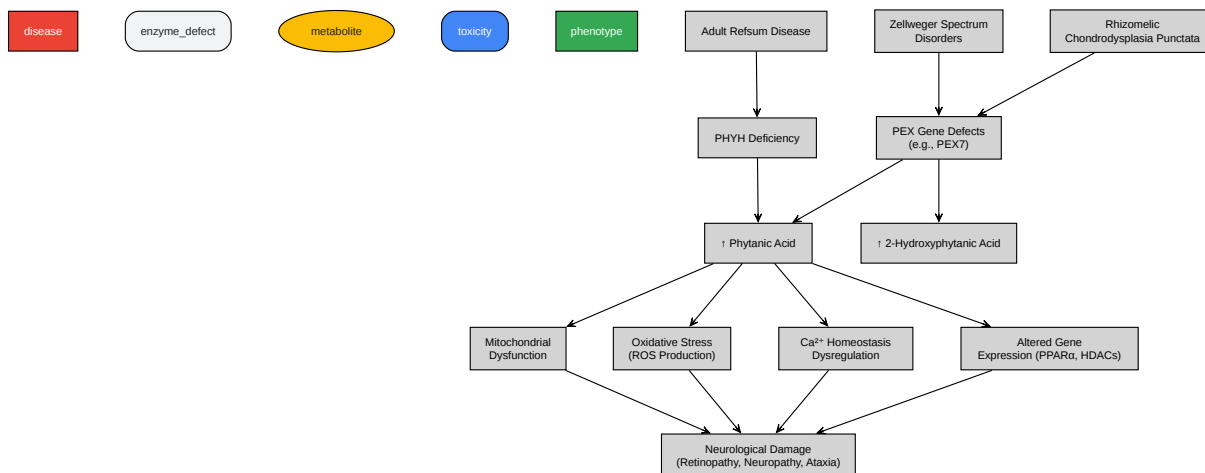 disease
enzyme_defect
metabolite
toxicity
phenotype
Adult Refsum Disease
Zellweger Spectrum
Disorders
Rhizomelic
Chondrodysplasia Punctata
PHYH Deficiency
PEX Gene Defects
(e.g., PEX7)
↑ Phytanic Acid
↑ 2-Hydroxyphytanic Acid
Mitochondrial
Dysfunction
Oxidative Stress
(ROS Production)
Ca²⁺ Homeostasis
Dysregulation
Altered Gene
Expression (PPARα, HDACs)
Neurological Damage
(Retinopathy, Neuropathy, Ataxia)